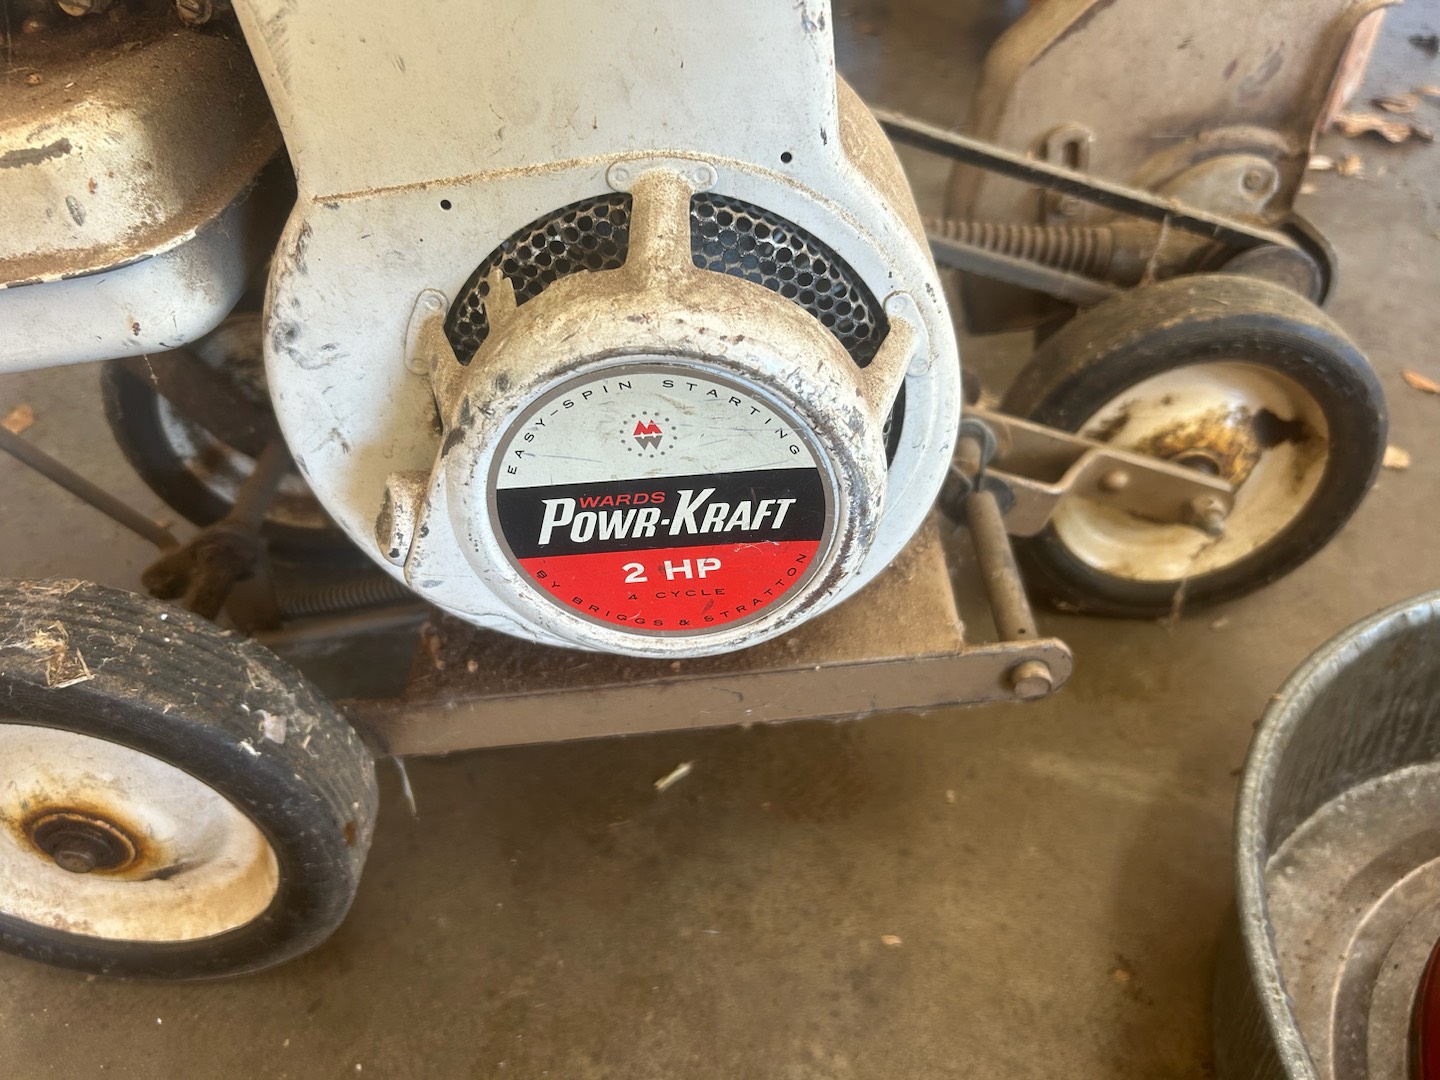 EASY-SPIN STARTING
WARDS
POWR-KRAFT
2 HP
4 CYCLE
BY BRIGGS & STRATTON